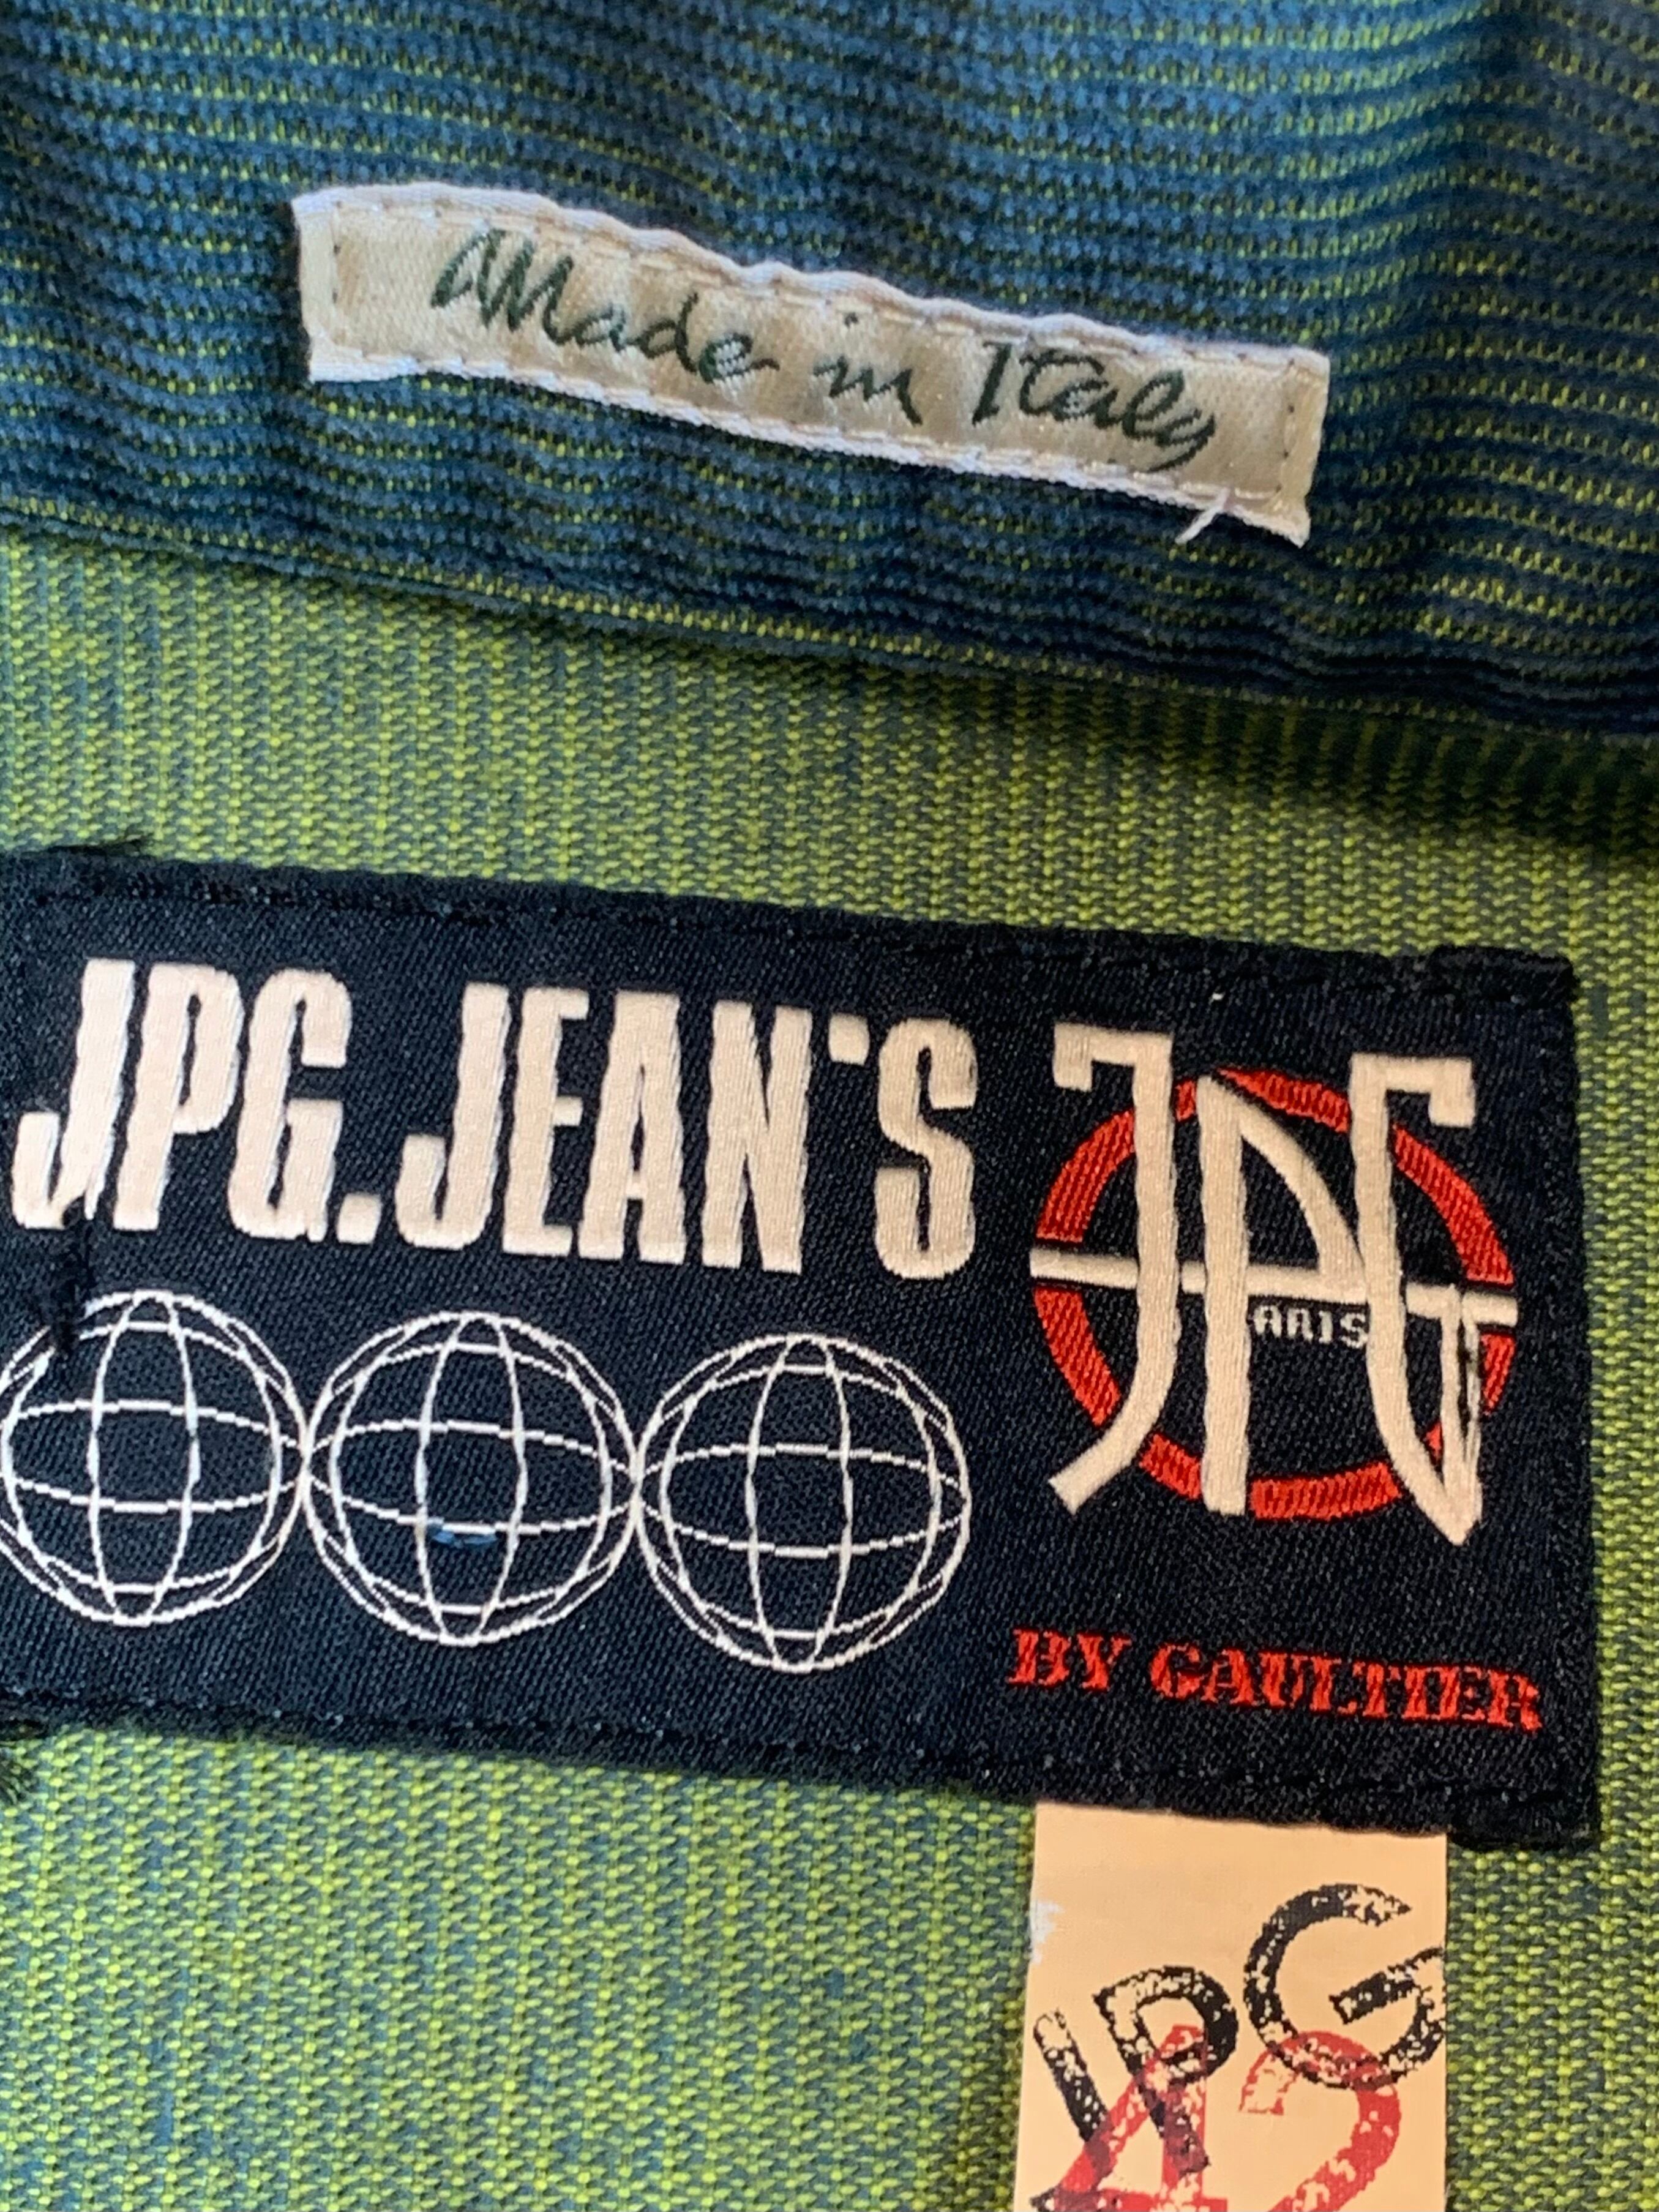 Made in Italy
JPG.JEAN'S
JPG
ARIS
BY GAULTIER
JPG
42